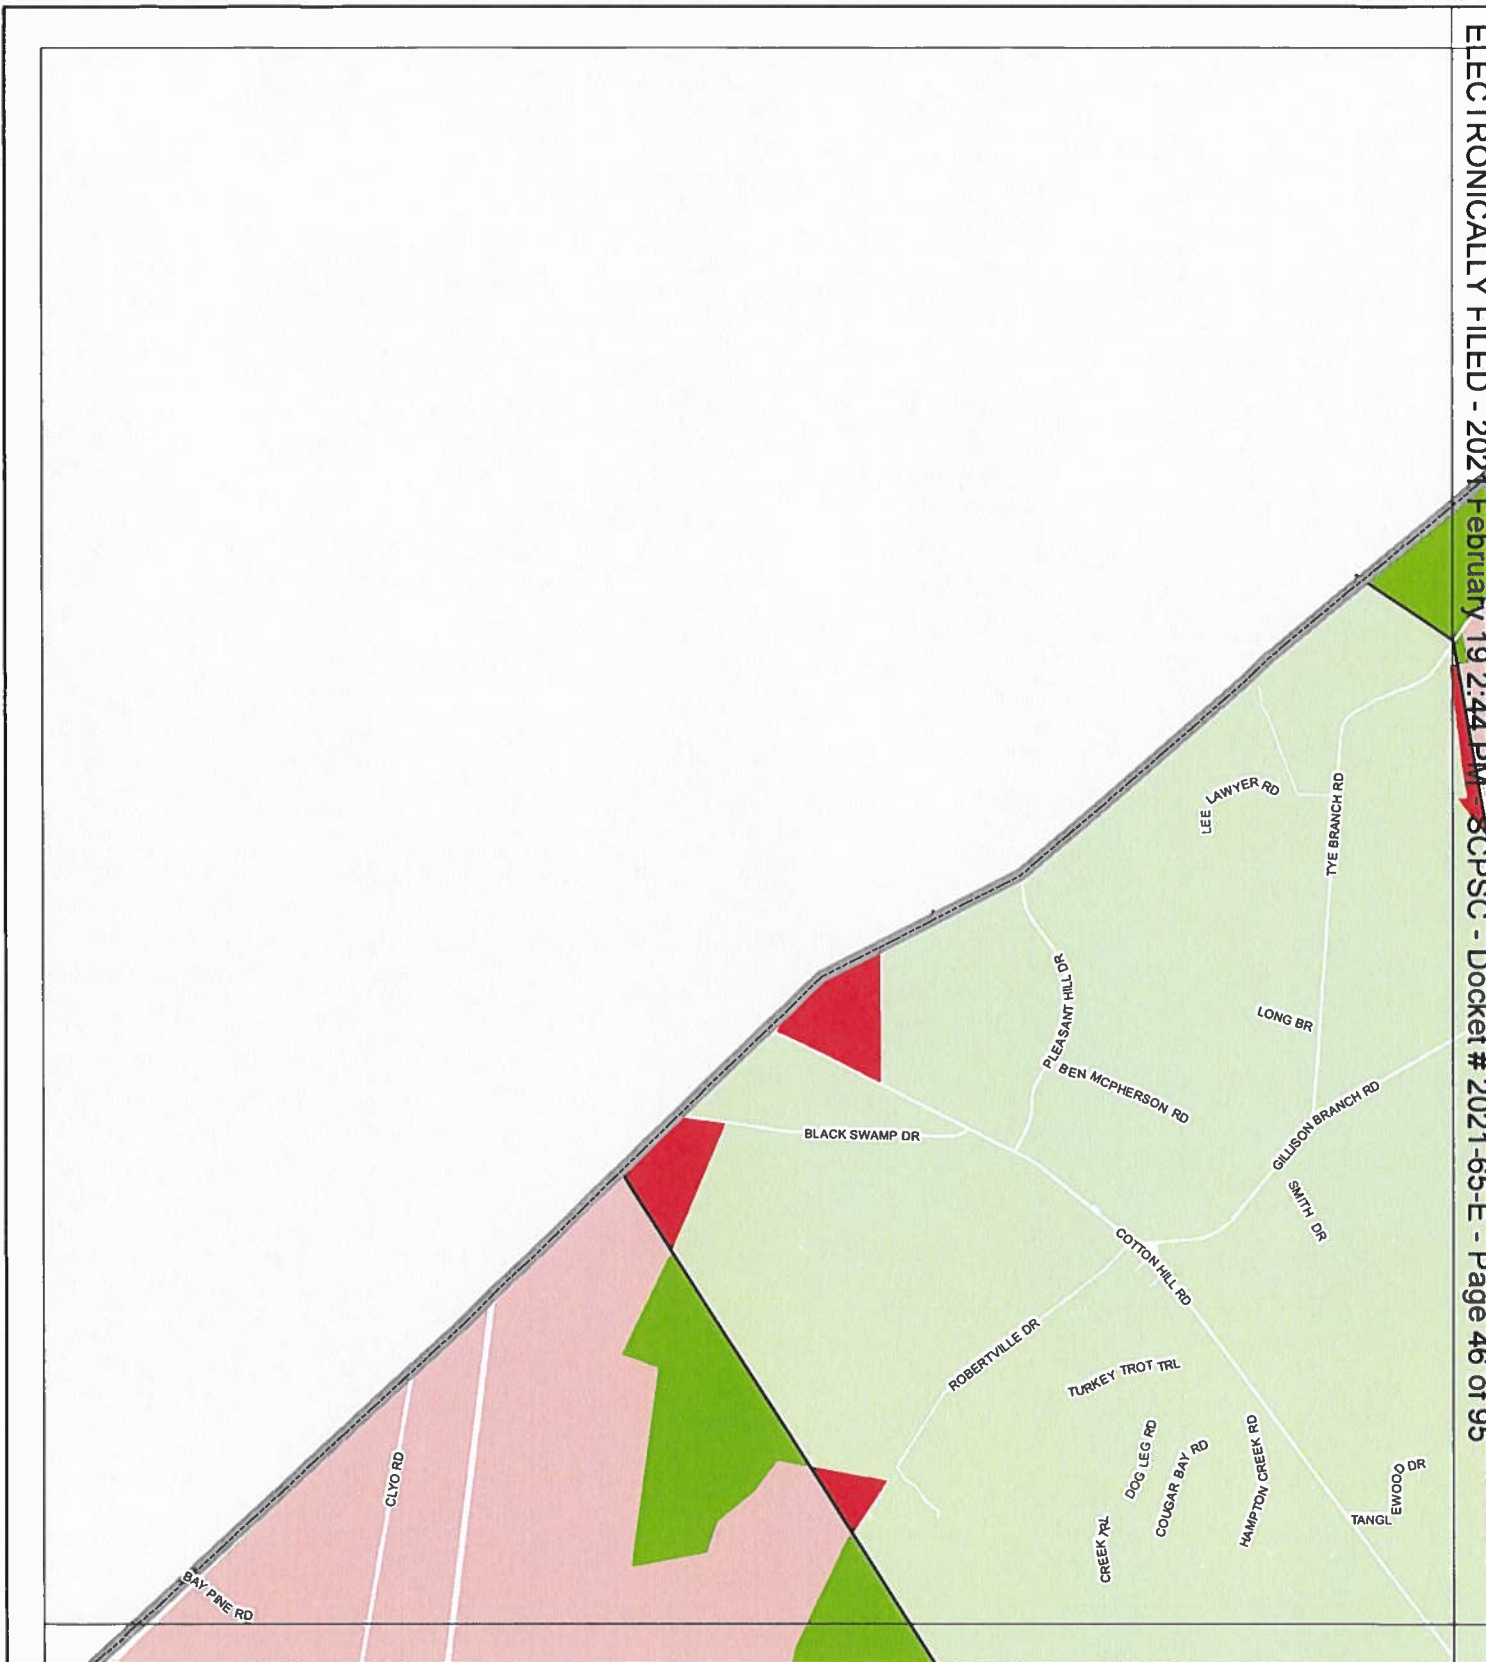 ELECTRONICALLY FILED - 2021 February 19 2:44 PM - SCPSC - Docket # 2021-65-E - Page 46 of 95
LEE LAWYER RD
TYE BRANCH RD
PLEASANT HILL DR
LONG BR
BEN MCPHERSON RD
GILLISON BRANCH RD
BLACK SWAMP DR
SMITH DR
COTTON HILL RD
ROBERTVILLE DR
TURKEY TROT TRL
DOG LEG RD
COUGAR BAY RD
HAMPTON CREEK RD
TANGLEWOOD DR
CREEK TRL
CLYO RD
BAY PINE RD